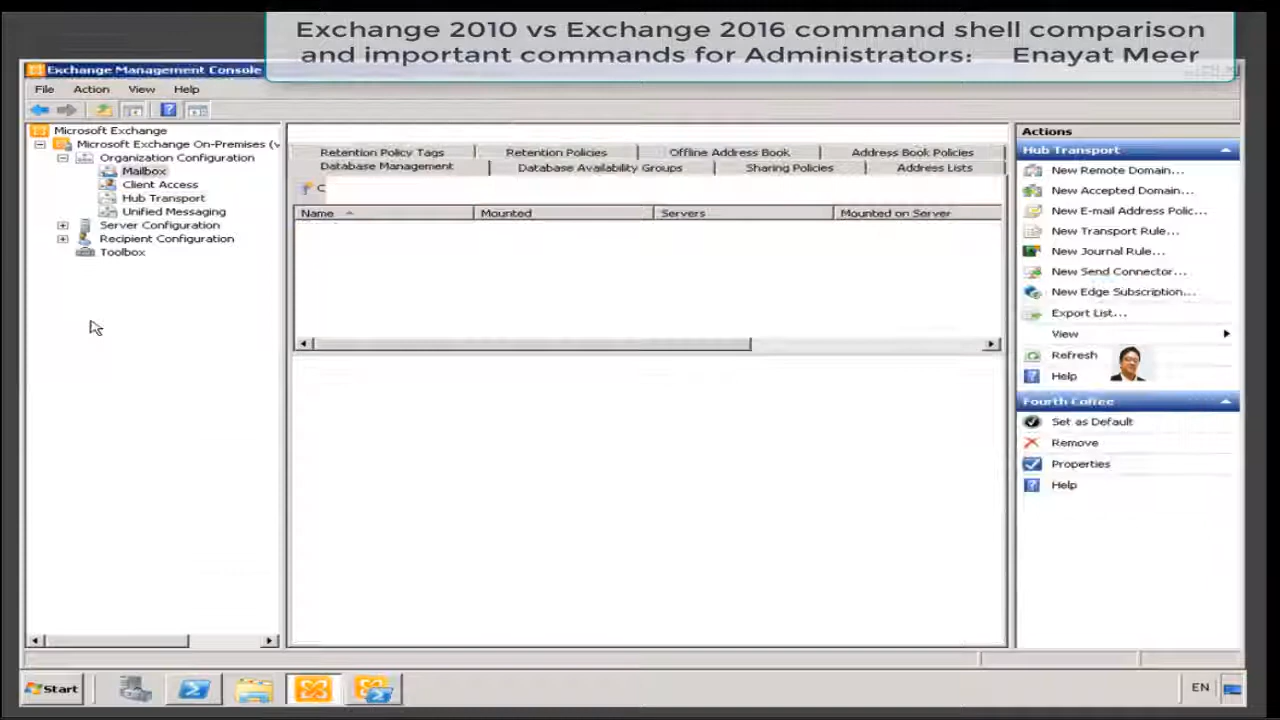 Exchange 2010 vs Exchange 2016 command shell comparison
and important commands for Administrators: Enayat Meer
Exchange Management Console
File Action View Help
Microsoft Exchange
Microsoft Exchange On-Premises (v
Organization Configuration
Mailbox
Client Access
Hub Transport
Unified Messaging
Server Configuration
Recipient Configuration
Toolbox
Retention Policy Tags Retention Policies Offline Address Book Address Book Policies
Database Management Database Availability Groups Sharing Policies Address Lists
C
Name Mounted Servers Mounted on Server
Actions
Hub Transport
New Remote Domain...
New Accepted Domain...
New E-mail Address Polic...
New Transport Rule...
New Journal Rule...
New Send Connector...
New Edge Subscription...
Export List...
View
Refresh
Help
Fourth Coffee
Set as Default
Remove
Properties
Help
Start
EN